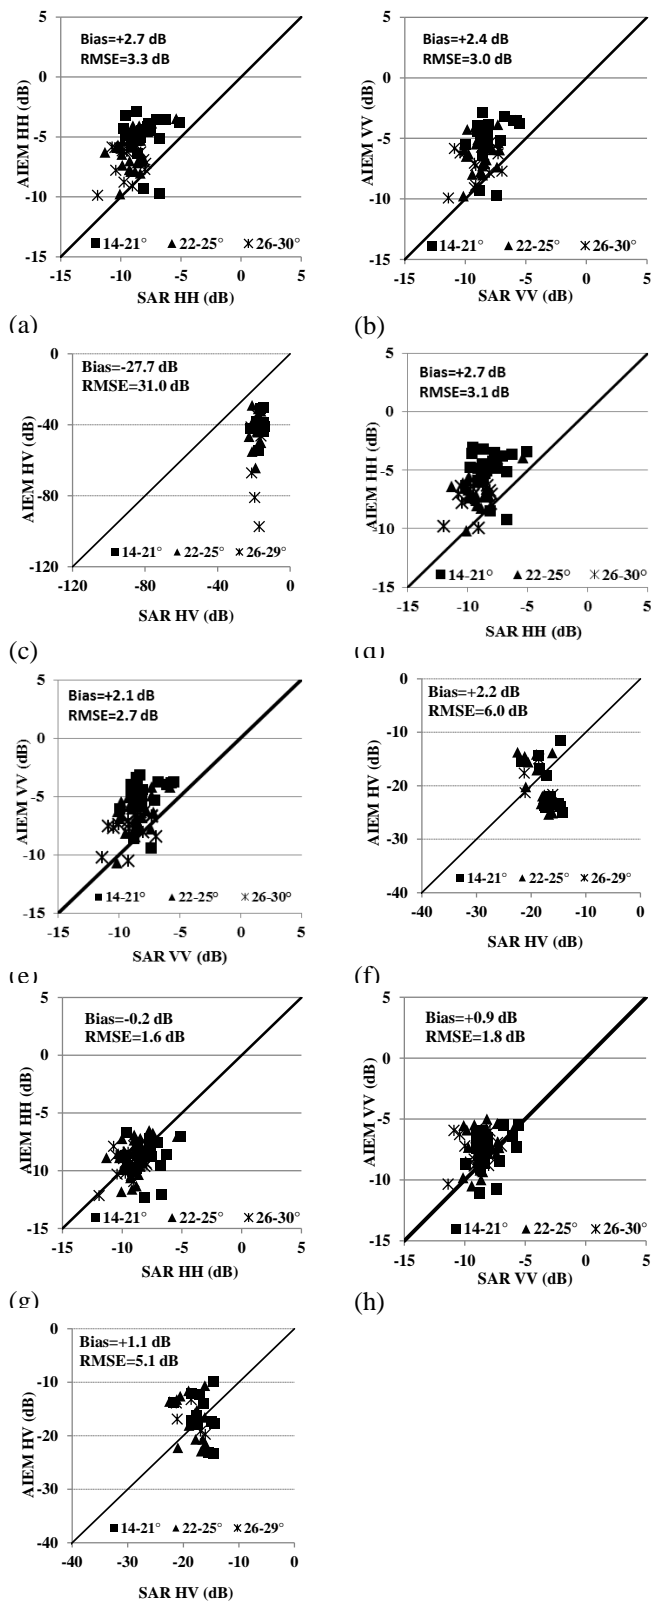 Bias=+2.7 dB
RMSE=3.3 dB
5
0
-5
-10
-15
AIEM HH (dB)
14-21° 22-25° 26-30°
-15 -10 -5 0 5
SAR HH (dB)
(a)
Bias=+2.4 dB
RMSE=3.0 dB
5
0
-5
-10
-15
AIEM VV (dB)
14-21° 22-25° 26-30°
-15 -10 -5 0 5
SAR VV (dB)
(b)
Bias=-27.7 dB
RMSE=31.0 dB
0
-40
-80
-120
AIEM HV (dB)
14-21° 22-25° 26-29°
-120 -80 -40 0
SAR HV (dB)
(c)
Bias=+2.7 dB
RMSE=3.1 dB
5
0
-5
-10
-15
AIEM HH (dB)
14-21° 22-25° 26-30°
-15 -10 -5 0 5
SAR HH (dB)
(d)
Bias=+2.1 dB
RMSE=2.7 dB
5
0
-5
-10
-15
AIEM VV (dB)
14-21° 22-25° 26-30°
-15 -10 -5 0 5
SAR VV (dB)
(e)
Bias=+2.2 dB
RMSE=6.0 dB
0
-10
-20
-30
-40
AIEM HV (dB)
14-21° 22-25° 26-29°
-40 -30 -20 -10 0
SAR HV (dB)
(f)
Bias=-0.2 dB
RMSE=1.6 dB
5
0
-5
-10
-15
AIEM HH (dB)
14-21° 22-25° 26-30°
-15 -10 -5 0 5
SAR HH (dB)
(g)
Bias=+0.9 dB
RMSE=1.8 dB
5
0
-5
-10
-15
AIEM VV (dB)
14-21° 22-25° 26-30°
-15 -10 -5 0 5
SAR VV (dB)
(h)
Bias=+1.1 dB
RMSE=5.1 dB
0
-10
-20
-30
-40
AIEM HV (dB)
14-21° 22-25° 26-29°
-40 -30 -20 -10 0
SAR HV (dB)